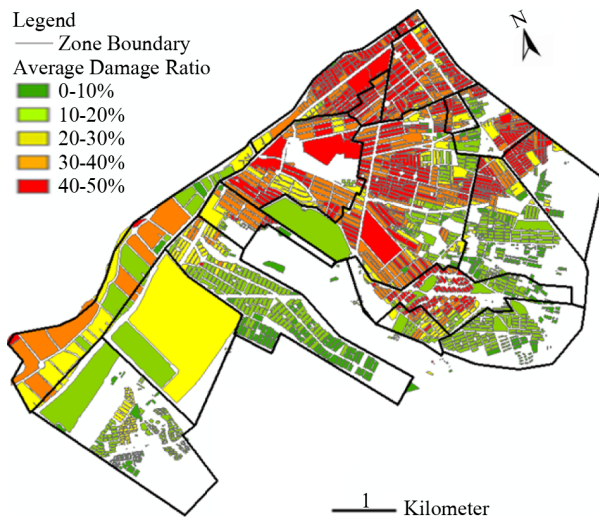 Legend
Zone Boundary
Average Damage Ratio
0-10%
10-20%
20-30%
30-40%
40-50%
N
1
Kilometer